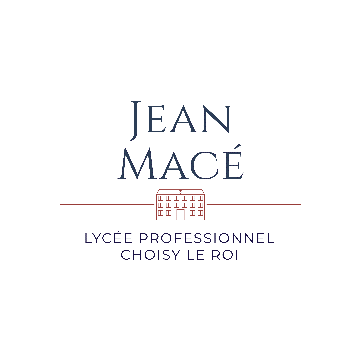 JEAN
MACÉ
LYCÉE PROFESSIONNEL
CHOISY LE ROI